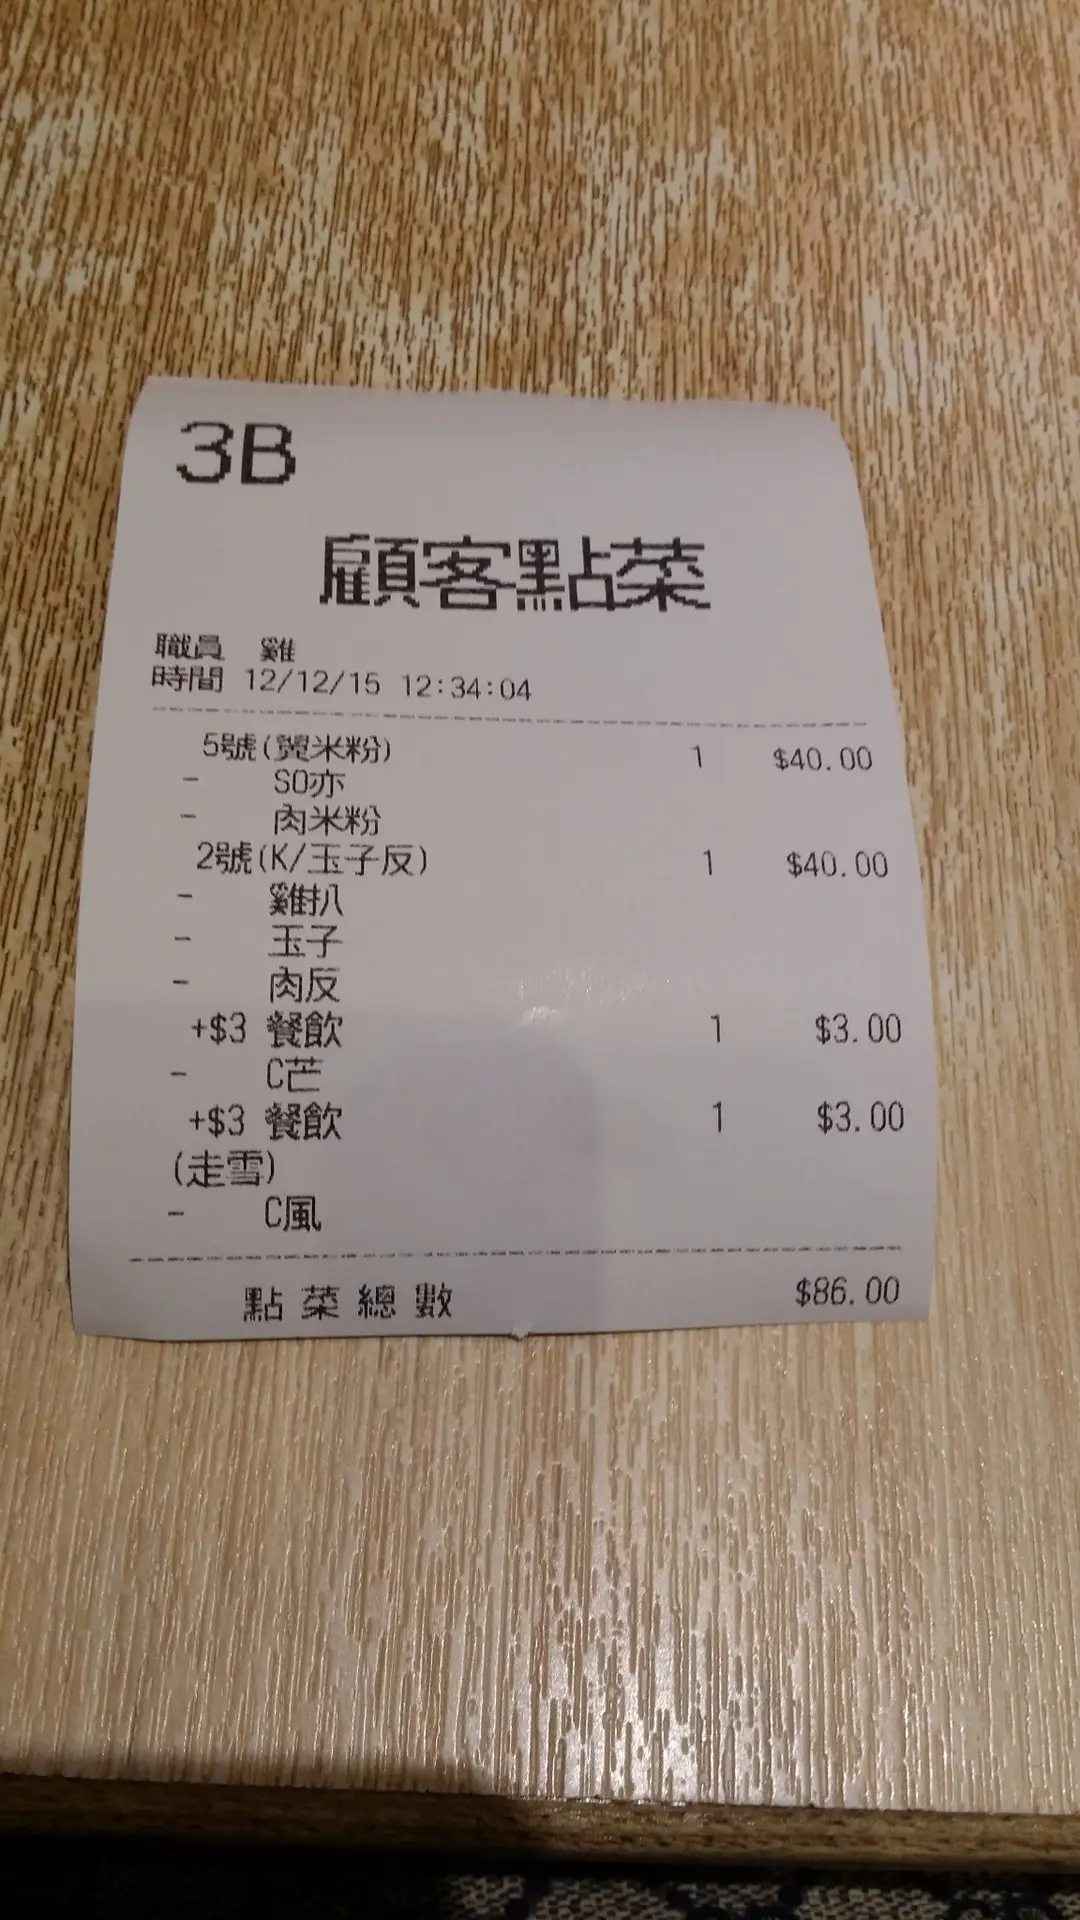 3B
顧客點菜
職員 雞
時間 12/12/15 12:34:04
5號(翼米粉) 1 $40.00
- SO亦
- 肉米粉
2號(K/玉子反) 1 $40.00
- 雞扒
- 玉子
- 肉反
+$3 餐飲 1 $3.00
- C芒
+$3 餐飲 1 $3.00
(走雪)
- C風
點菜總數 $86.00